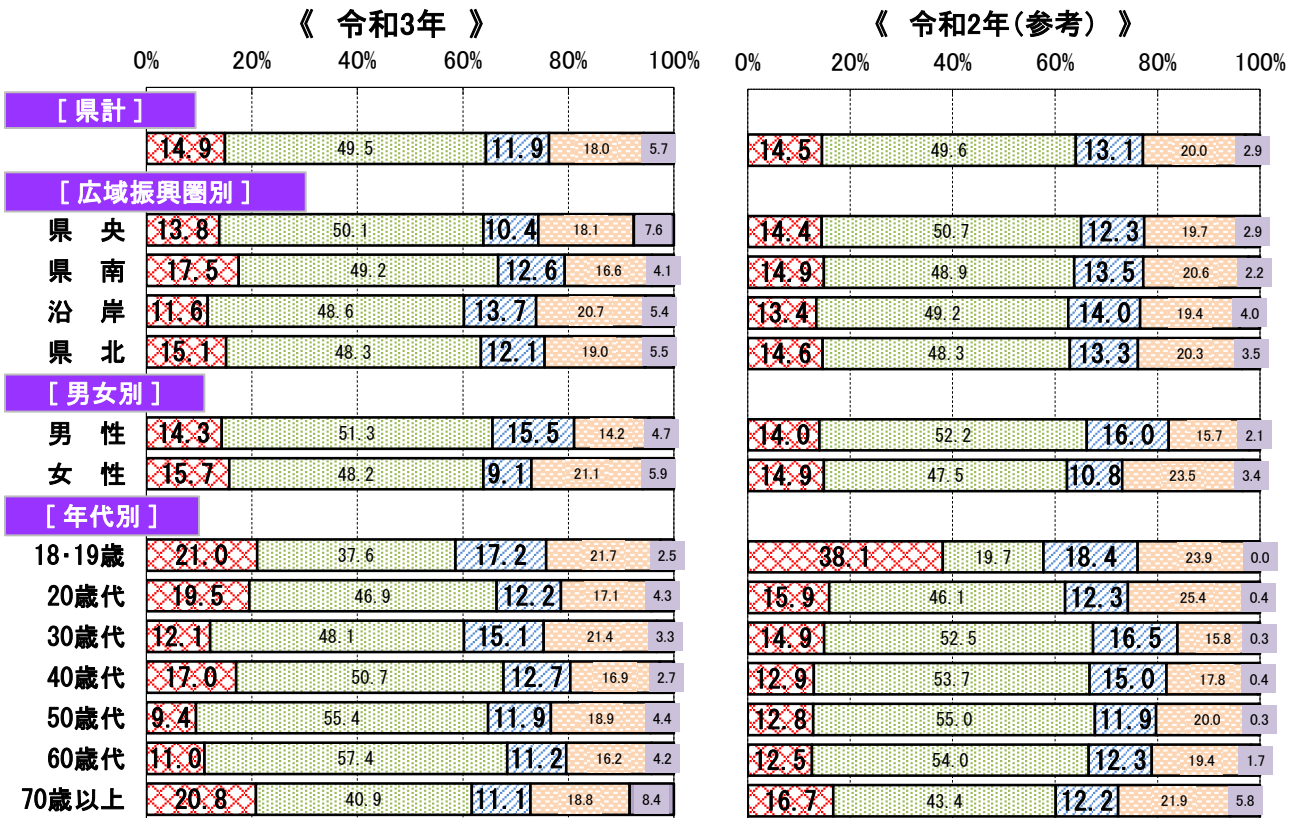 《 令和3年 》 《 令和2年(参考) 》
0% 20% 40% 60% 80% 100% 0% 20% 40% 60% 80% 100%
[ 県計 ]
14.9 49.5 11.9 18.0 5.7 14.5 49.6 13.1 20.0 2.9
[ 広域振興圏別 ]
県 央 13.8 50.1 10.4 18.1 7.6 14.4 50.7 12.3 19.7 2.9
県 南 17.5 49.2 12.6 16.6 4.1 14.9 48.9 13.5 20.6 2.2
沿 岸 11.6 48.6 13.7 20.7 5.4 13.4 49.2 14.0 19.4 4.0
県 北 15.1 48.3 12.1 19.0 5.5 14.6 48.3 13.3 20.3 3.5
[ 男女別 ]
男 性 14.3 51.3 15.5 14.2 4.7 14.0 52.2 16.0 15.7 2.1
女 性 15.7 48.2 9.1 21.1 5.9 14.9 47.5 10.8 23.5 3.4
[ 年代別 ]
18・19歳 21.0 37.6 17.2 21.7 2.5 38.1 19.7 18.4 23.9 0.0
20歳代 19.5 46.9 12.2 17.1 4.3 15.9 46.1 12.3 25.4 0.4
30歳代 12.1 48.1 15.1 21.4 3.3 14.9 52.5 16.5 15.8 0.3
40歳代 17.0 50.7 12.7 16.9 2.7 12.9 53.7 15.0 17.8 0.4
50歳代 9.4 55.4 11.9 18.9 4.4 12.8 55.0 11.9 20.0 0.3
60歳代 11.0 57.4 11.2 16.2 4.2 12.5 54.0 12.3 19.4 1.7
70歳以上 20.8 40.9 11.1 18.8 8.4 16.7 43.4 12.2 21.9 5.8